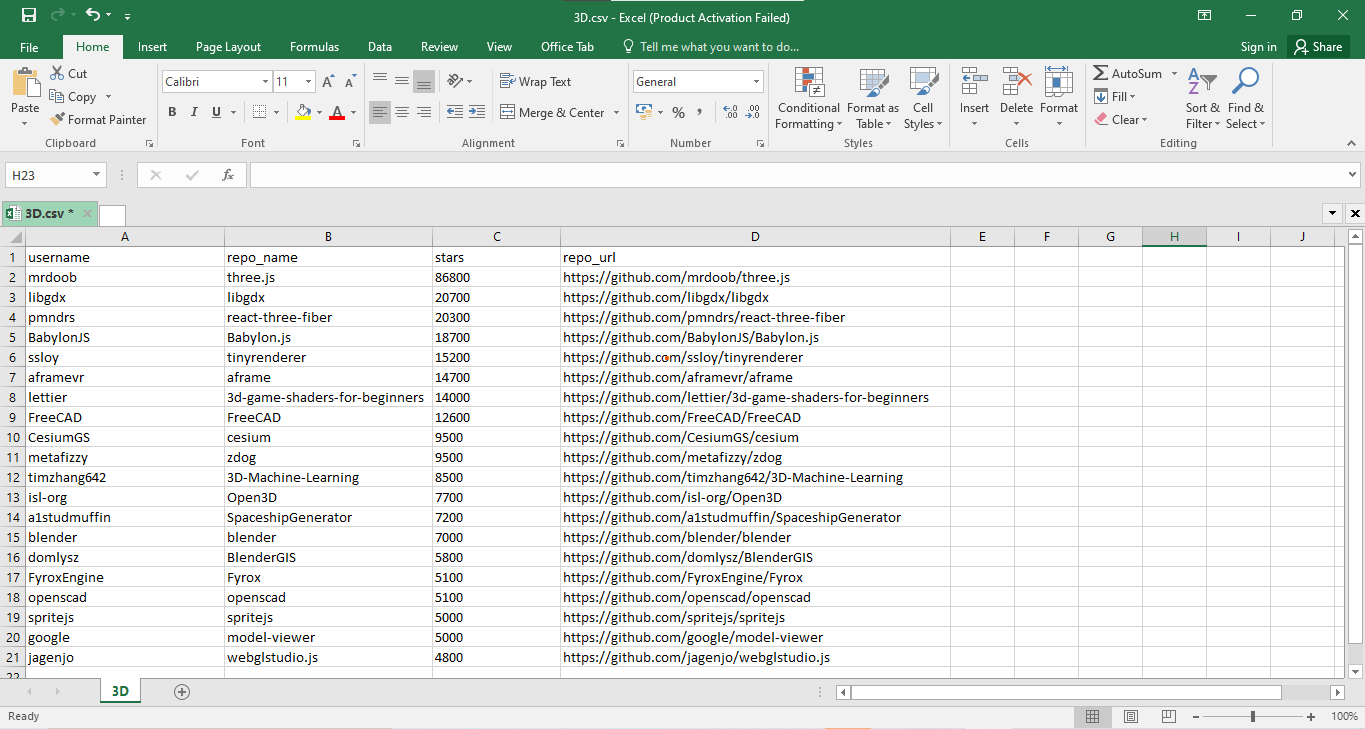 3D.csv - Excel (Product Activation Failed)
File Home Insert Page Layout Formulas Data Review View Office Tab Tell me what you want to do... Sign in Share
Paste
Cut
Copy
Format Painter
Clipboard
Calibri 11
B I U
Font
Wrap Text
Merge & Center
Alignment
General
%
Number
Conditional Formatting
Format as Table
Cell Styles
Styles
Insert Delete Format
Cells
AutoSum
Fill
Clear
Sort & Filter
Find & Select
Editing
H23 fx
3D.csv *
A B C D E F G H I J
1 username repo_name stars repo_url
2 mrdoob three.js 86800 https://github.com/mrdoob/three.js
3 libgdx libgdx 20700 https://github.com/libgdx/libgdx
4 pmndrs react-three-fiber 20300 https://github.com/pmndrs/react-three-fiber
5 BabylonJS Babylon.js 18700 https://github.com/BabylonJS/Babylon.js
6 ssloy tinyrenderer 15200 https://github.com/ssloy/tinyrenderer
7 aframevr aframe 14700 https://github.com/aframevr/aframe
8 lettier 3d-game-shaders-for-beginners 14000 https://github.com/lettier/3d-game-shaders-for-beginners
9 FreeCAD FreeCAD 12600 https://github.com/FreeCAD/FreeCAD
10 CesiumGS cesium 9500 https://github.com/CesiumGS/cesium
11 metafizzy zdog 9500 https://github.com/metafizzy/zdog
12 timzhang642 3D-Machine-Learning 8500 https://github.com/timzhang642/3D-Machine-Learning
13 isl-org Open3D 7700 https://github.com/isl-org/Open3D
14 a1studmuffin SpaceshipGenerator 7200 https://github.com/a1studmuffin/SpaceshipGenerator
15 blender blender 7000 https://github.com/blender/blender
16 domlysz BlenderGIS 5800 https://github.com/domlysz/BlenderGIS
17 FyroxEngine Fyrox 5100 https://github.com/FyroxEngine/Fyrox
18 openscad openscad 5100 https://github.com/openscad/openscad
19 spritejs spritejs 5000 https://github.com/spritejs/spritejs
20 google model-viewer 5000 https://github.com/google/model-viewer
21 jagenjo webglstudio.js 4800 https://github.com/jagenjo/webglstudio.js
22
3D
Ready 100%